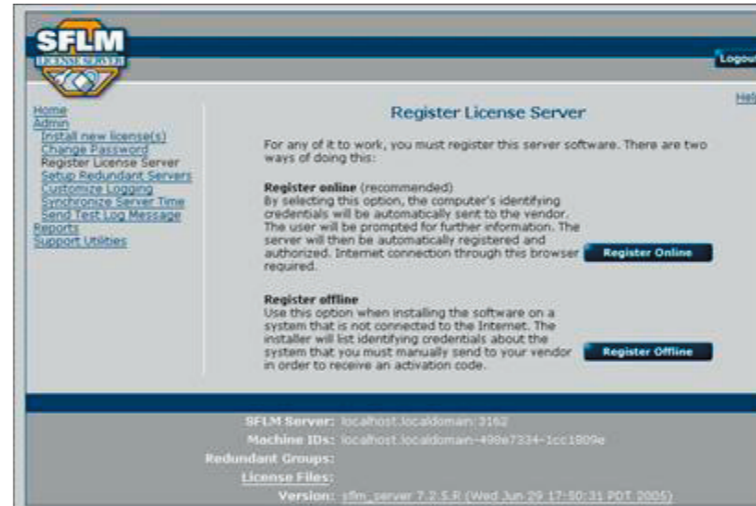 SFLM
LICENSE SERVER
Logout
Help
Home
Admin
Install new license(s)
Change Password
Register License Server
Setup Redundant Servers
Customize Logging
Synchronize Server Time
Send Test Log Message
Reports
Support Utilities
Register License Server
For any of it to work, you must register this server software. There are two
ways of doing this:
Register online (recommended)
By selecting this option, the computer's identifying
credentials will be automatically sent to the vendor.
The user will be prompted for further information. The
server will then be automatically registered and
authorized. Internet connection through this browser
required.
Register Online
Register offline
Use this option when installing the software on a
system that is not connected to the Internet. The
installer will list identifying credentials about the
system that you must manually send to your vendor
in order to receive an activation code.
Register Offline
SFLM Server: localhost.localdomain:3162
Machine IDs: localhost.localdomain-498e7334-1cc1809e
Redundant Groups:
License Files:
Version: sflm_server 7.2.5.R (Wed Jun 29 17:50:31 PDT 2005)